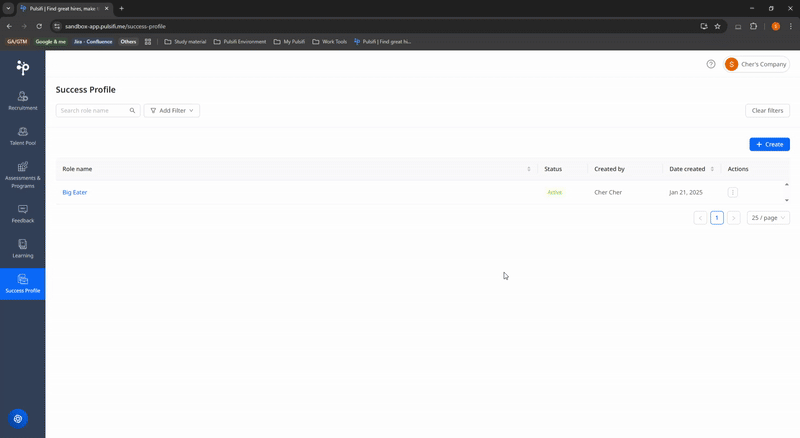 Pulsifi | Find great hires, make
sandbox-app.pulsifi.me/success-profile
GA/GTM
Google & me
Jira - Confluence
Others
Study material
Pulsifi Environment
My Pulsifi
Work Tools
Pulsifi | Find great hi...
S
Cher's Company
Recruitment
Talent Pool
Assessments &
Programs
Feedback
Learning
Success Profile
Success Profile
Search role name
Add Filter
Clear filters
+ Create
Role name
Status
Created by
Date created
Actions
Big Eater
Active
Cher Cher
Jan 21, 2025
1
25 / page